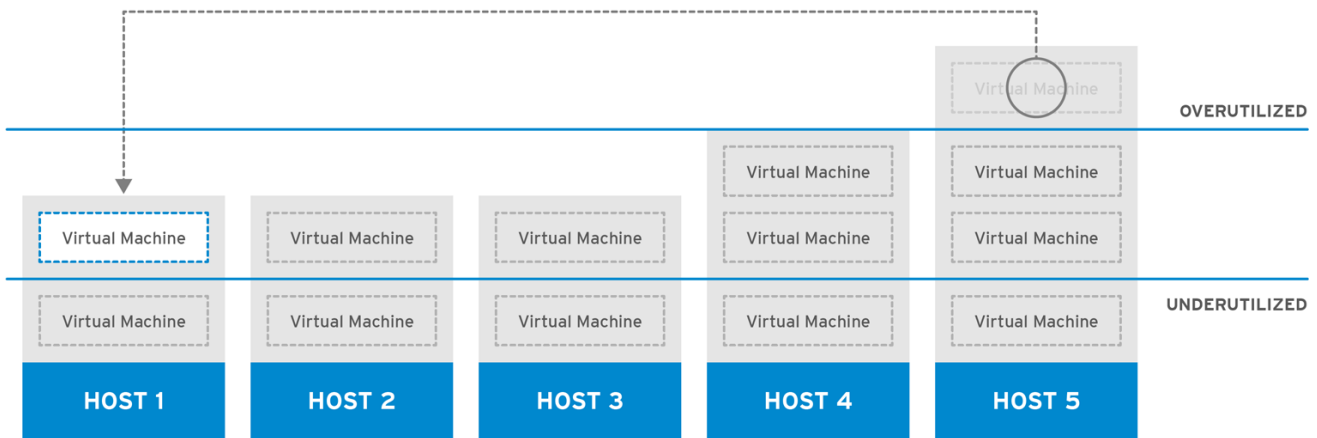 Virtual Machine
OVERUTILIZED
Virtual Machine Virtual Machine
Virtual Machine Virtual Machine Virtual Machine Virtual Machine Virtual Machine
UNDERUTILIZED
Virtual Machine Virtual Machine Virtual Machine Virtual Machine Virtual Machine
HOST 1 HOST 2 HOST 3 HOST 4 HOST 5